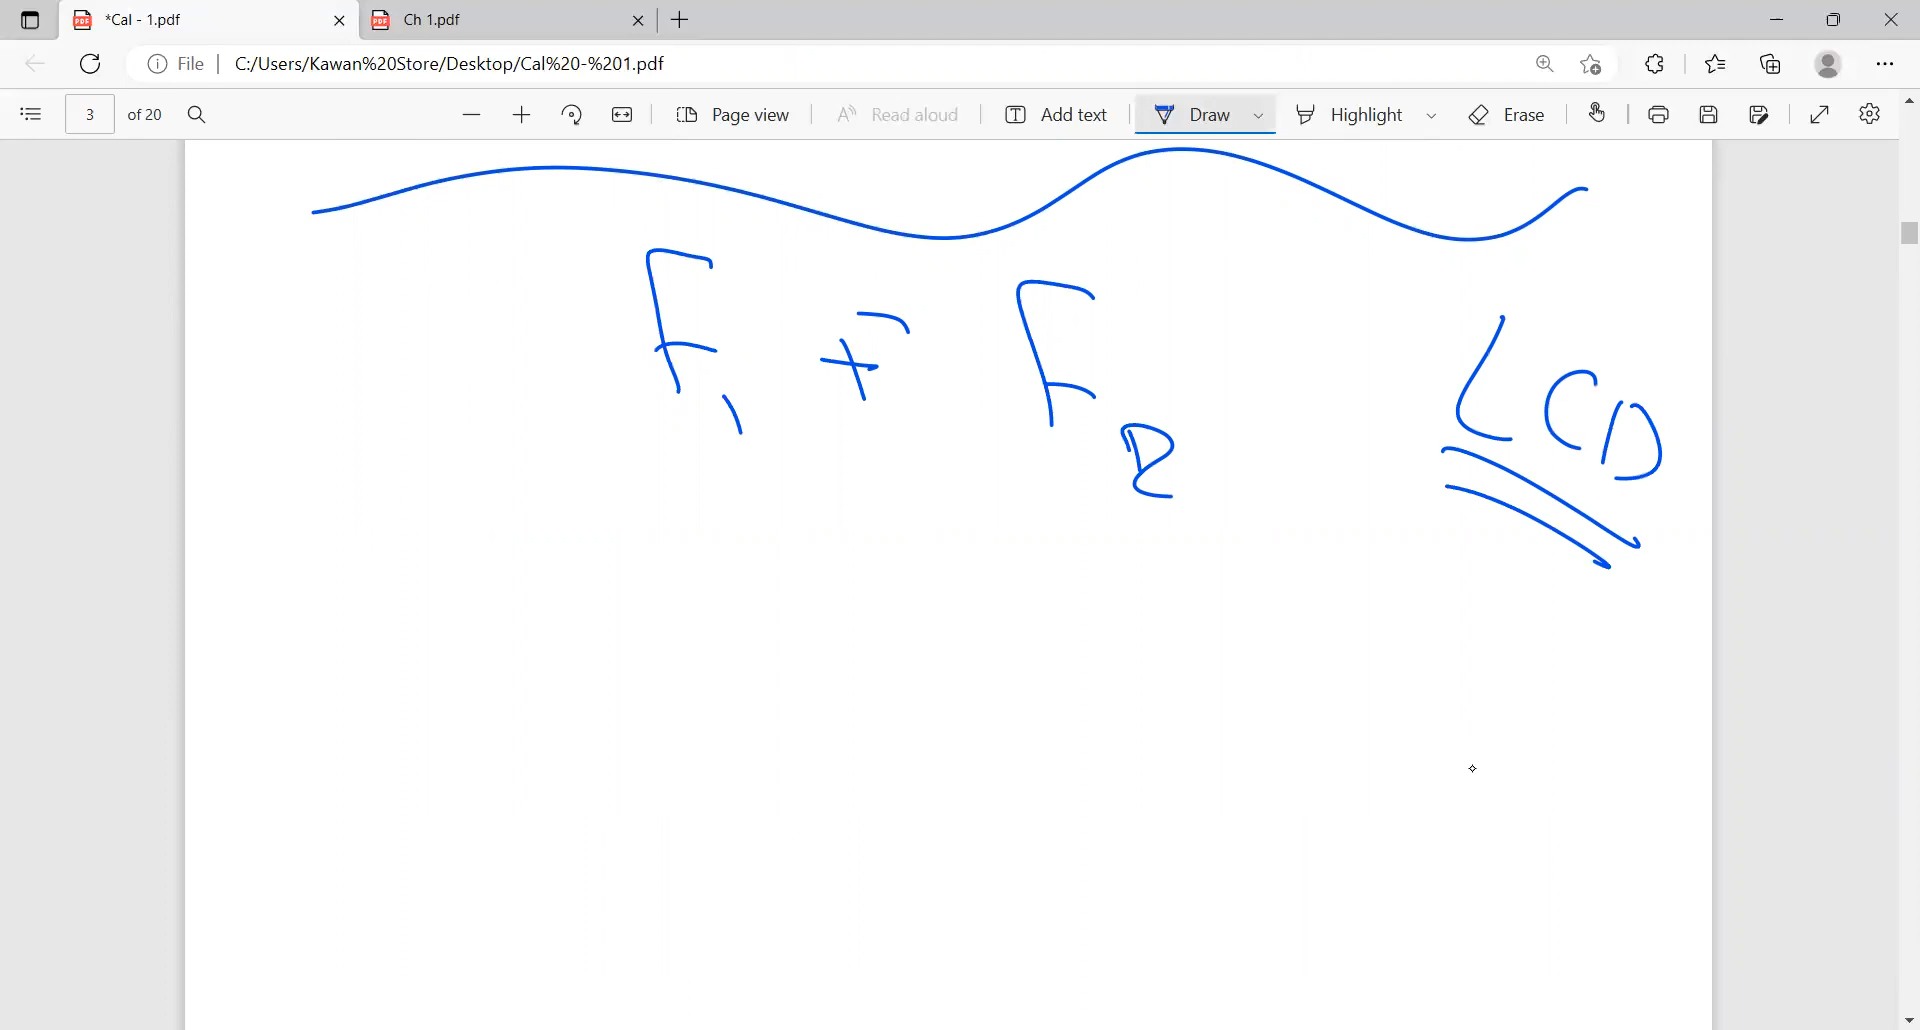 *Cal - 1.pdf
Ch 1.pdf
File
C:/Users/Kawan%20Store/Desktop/Cal%20-%201.pdf
3 of 20
Page view
Read aloud
Add text
Draw
Highlight
Erase
F1 + F2
LCD